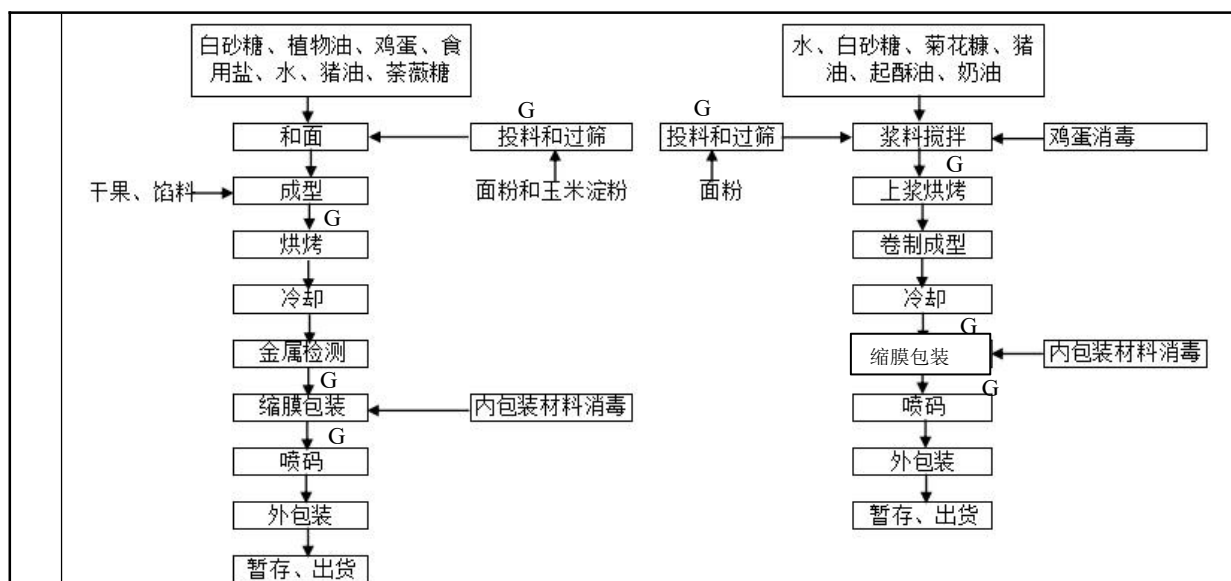 白砂糖、植物油、鸡蛋、食
用盐、水、猪油、荼薇糖
G
和面
投料和过筛
干果、馅料
成型
面粉和玉米淀粉
G
烘烤
冷却
金属检测
G
缩膜包装
内包装材料消毒
G
喷码
外包装
暂存、出货
水、白砂糖、菊花糠、猪
油、起酥油、奶油
G
投料和过筛
浆料搅拌
鸡蛋消毒
面粉
G
上浆烘烤
卷制成型
冷却
G
缩膜包装
内包装材料消毒
G
喷码
外包装
暂存、出货